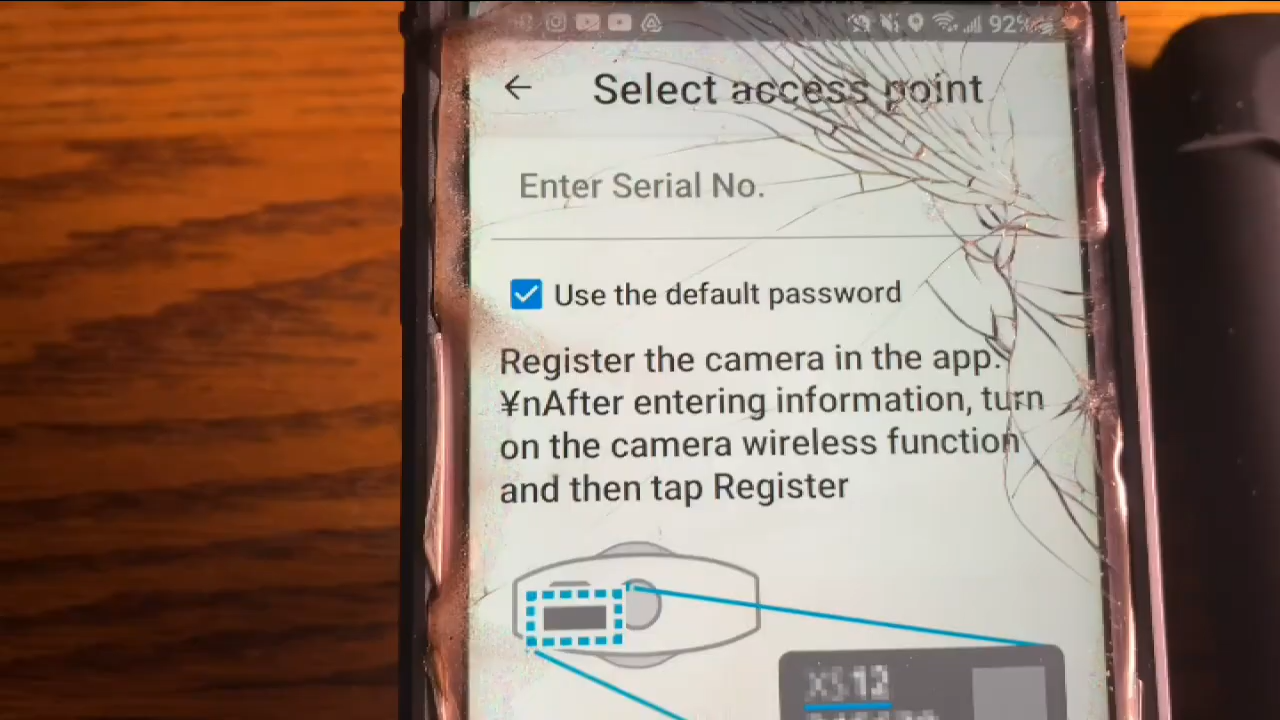 92%
Select access point
Enter Serial No.
Use the default password
Register the camera in the app.
¥nAfter entering information, turn
on the camera wireless function
and then tap Register